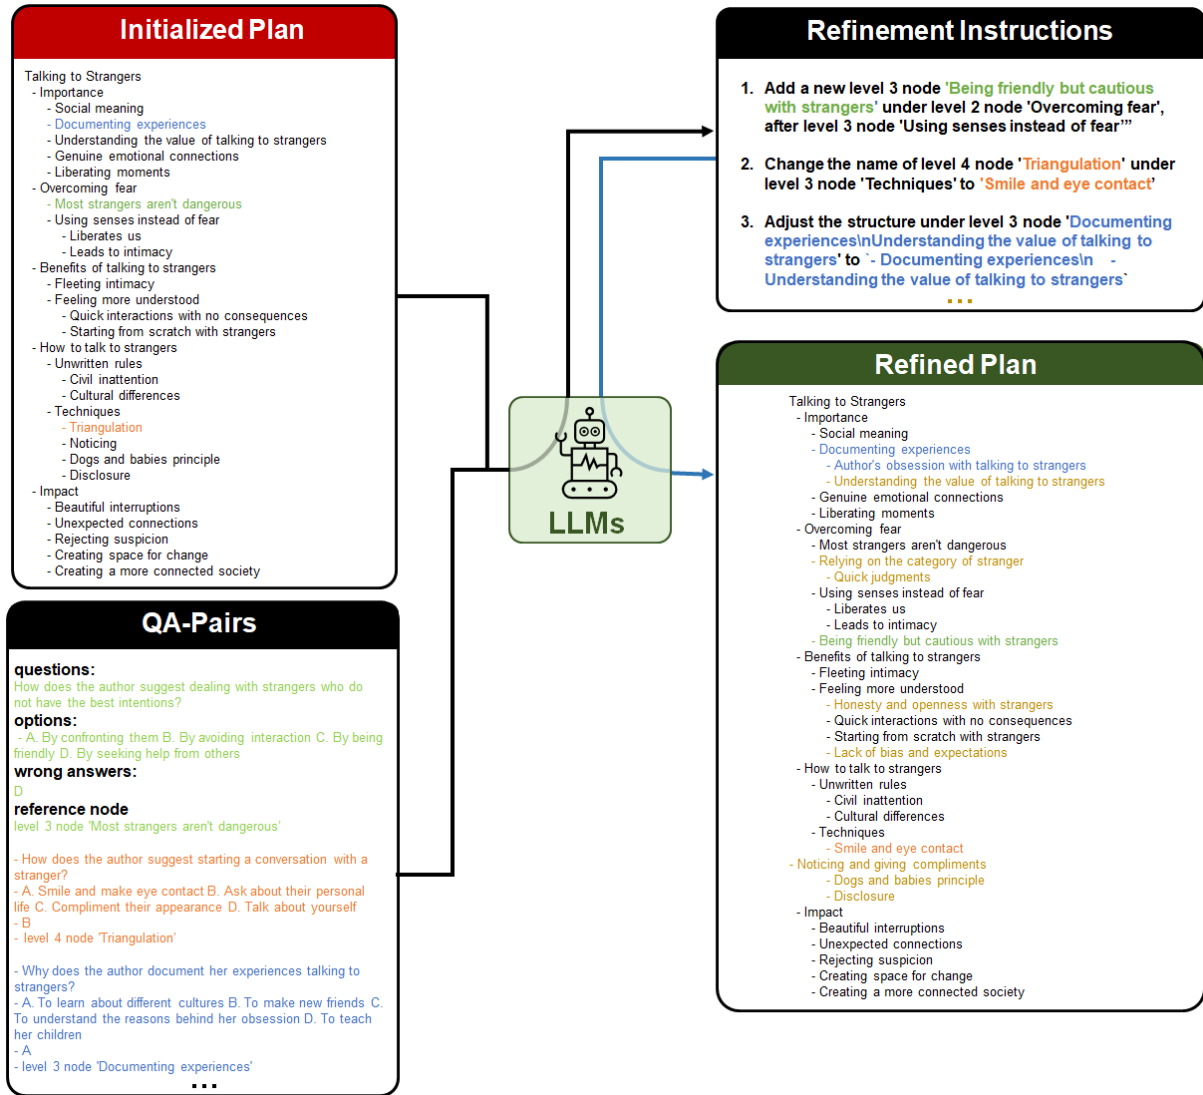 Initialized Plan
Talking to Strangers
- Importance
- Social meaning
- Documenting experiences
- Understanding the value of talking to strangers
- Genuine emotional connections
- Liberating moments
- Overcoming fear
- Most strangers aren't dangerous
- Using senses instead of fear
- Liberates us
- Leads to intimacy
- Benefits of talking to strangers
- Fleeting intimacy
- Feeling more understood
- Quick interactions with no consequences
- Starting from scratch with strangers
- How to talk to strangers
- Unwritten rules
- Civil inattention
- Cultural differences
- Techniques
- Triangulation
- Noticing
- Dogs and babies principle
- Disclosure
- Impact
- Beautiful interruptions
- Unexpected connections
- Rejecting suspicion
- Creating space for change
- Creating a more connected society
QA-Pairs
questions:
How does the author suggest dealing with strangers who do
not have the best intentions?
options:
- A. By confronting them B. By avoiding interaction C. By being
friendly D. By seeking help from others
wrong answers:
D
reference node
level 3 node 'Most strangers aren't dangerous'
- How does the author suggest starting a conversation with a
stranger?
- A. Smile and make eye contact B. Ask about their personal
life C. Compliment their appearance D. Talk about yourself
- B
- level 4 node 'Triangulation'
- Why does the author document her experiences talking to
strangers?
- A. To learn about different cultures B. To make new friends C.
To understand the reasons behind her obsession D. To teach
her children
- A
- level 3 node 'Documenting experiences'
...
LLMs
Refinement Instructions
1. Add a new level 3 node 'Being friendly but cautious
with strangers' under level 2 node 'Overcoming fear',
after level 3 node 'Using senses instead of fear'”
2. Change the name of level 4 node 'Triangulation' under
level 3 node 'Techniques' to 'Smile and eye contact'
3. Adjust the structure under level 3 node 'Documenting
experiences\nUnderstanding the value of talking to
strangers' to `- Documenting experiences\n -
Understanding the value of talking to strangers`
...
Refined Plan
Talking to Strangers
- Importance
- Social meaning
- Documenting experiences
- Author's obsession with talking to strangers
- Understanding the value of talking to strangers
- Genuine emotional connections
- Liberating moments
- Overcoming fear
- Most strangers aren't dangerous
- Relying on the category of stranger
- Quick judgments
- Using senses instead of fear
- Liberates us
- Leads to intimacy
- Being friendly but cautious with strangers
- Benefits of talking to strangers
- Fleeting intimacy
- Feeling more understood
- Honesty and openness with strangers
- Quick interactions with no consequences
- Starting from scratch with strangers
- Lack of bias and expectations
- How to talk to strangers
- Unwritten rules
- Civil inattention
- Cultural differences
- Techniques
- Smile and eye contact
- Noticing and giving compliments
- Dogs and babies principle
- Disclosure
- Impact
- Beautiful interruptions
- Unexpected connections
- Rejecting suspicion
- Creating space for change
- Creating a more connected society